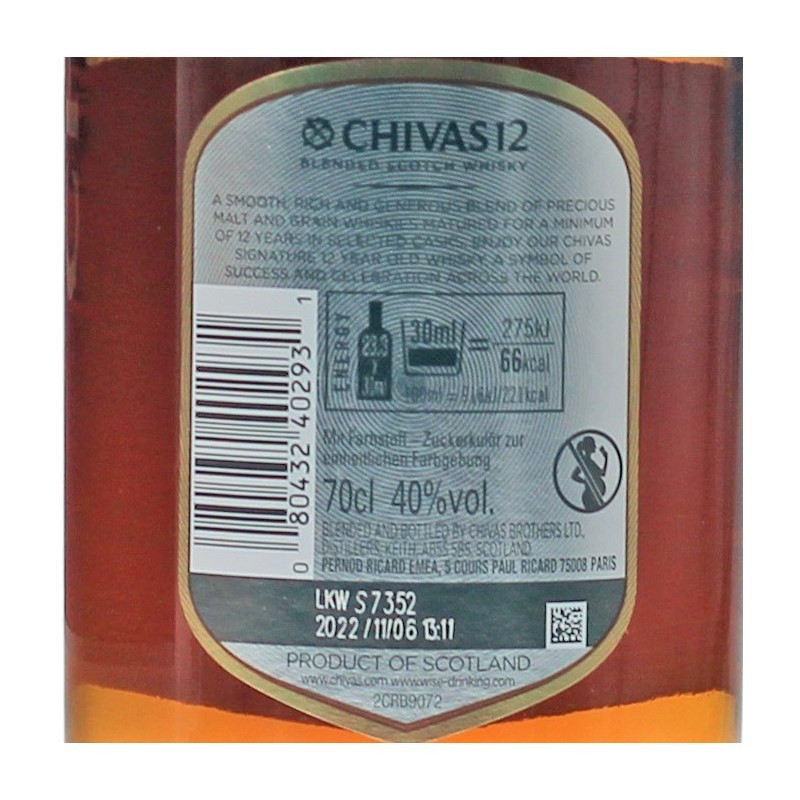 CHIVAS 12
BLENDED SCOTCH WHISKY
A SMOOTH, RICH AND GENEROUS BLEND OF PRECIOUS
MALT AND GRAIN WHISKIES MATURED FOR A MINIMUM
OF 12 YEARS IN SELECTED CASKS. ENJOY OUR CHIVAS
SIGNATURE 12 YEAR OLD WHISKY, A SYMBOL OF
SUCCESS AND CELEBRATION ACROSS THE WORLD.
0 80432 40293 1
ENERGY
30ml = 275kJ
66kcal
100ml = 916kJ/221kcal
Mit Farbstoff – Zuckerkulör zur
einheitlichen Farbgebung
70cl 40%vol.
BLENDED AND BOTTLED BY CHIVAS BROTHERS LTD.,
DISTILLERS, KEITH, AB55 5BS, SCOTLAND
PERNOD RICARD EMEA, 5 COURS PAUL RICARD 75008 PARIS
LKW S 7352
2022/11/06 13:11
PRODUCT OF SCOTLAND
www.chivas.com www.wise-drinking.com
2CRB9072